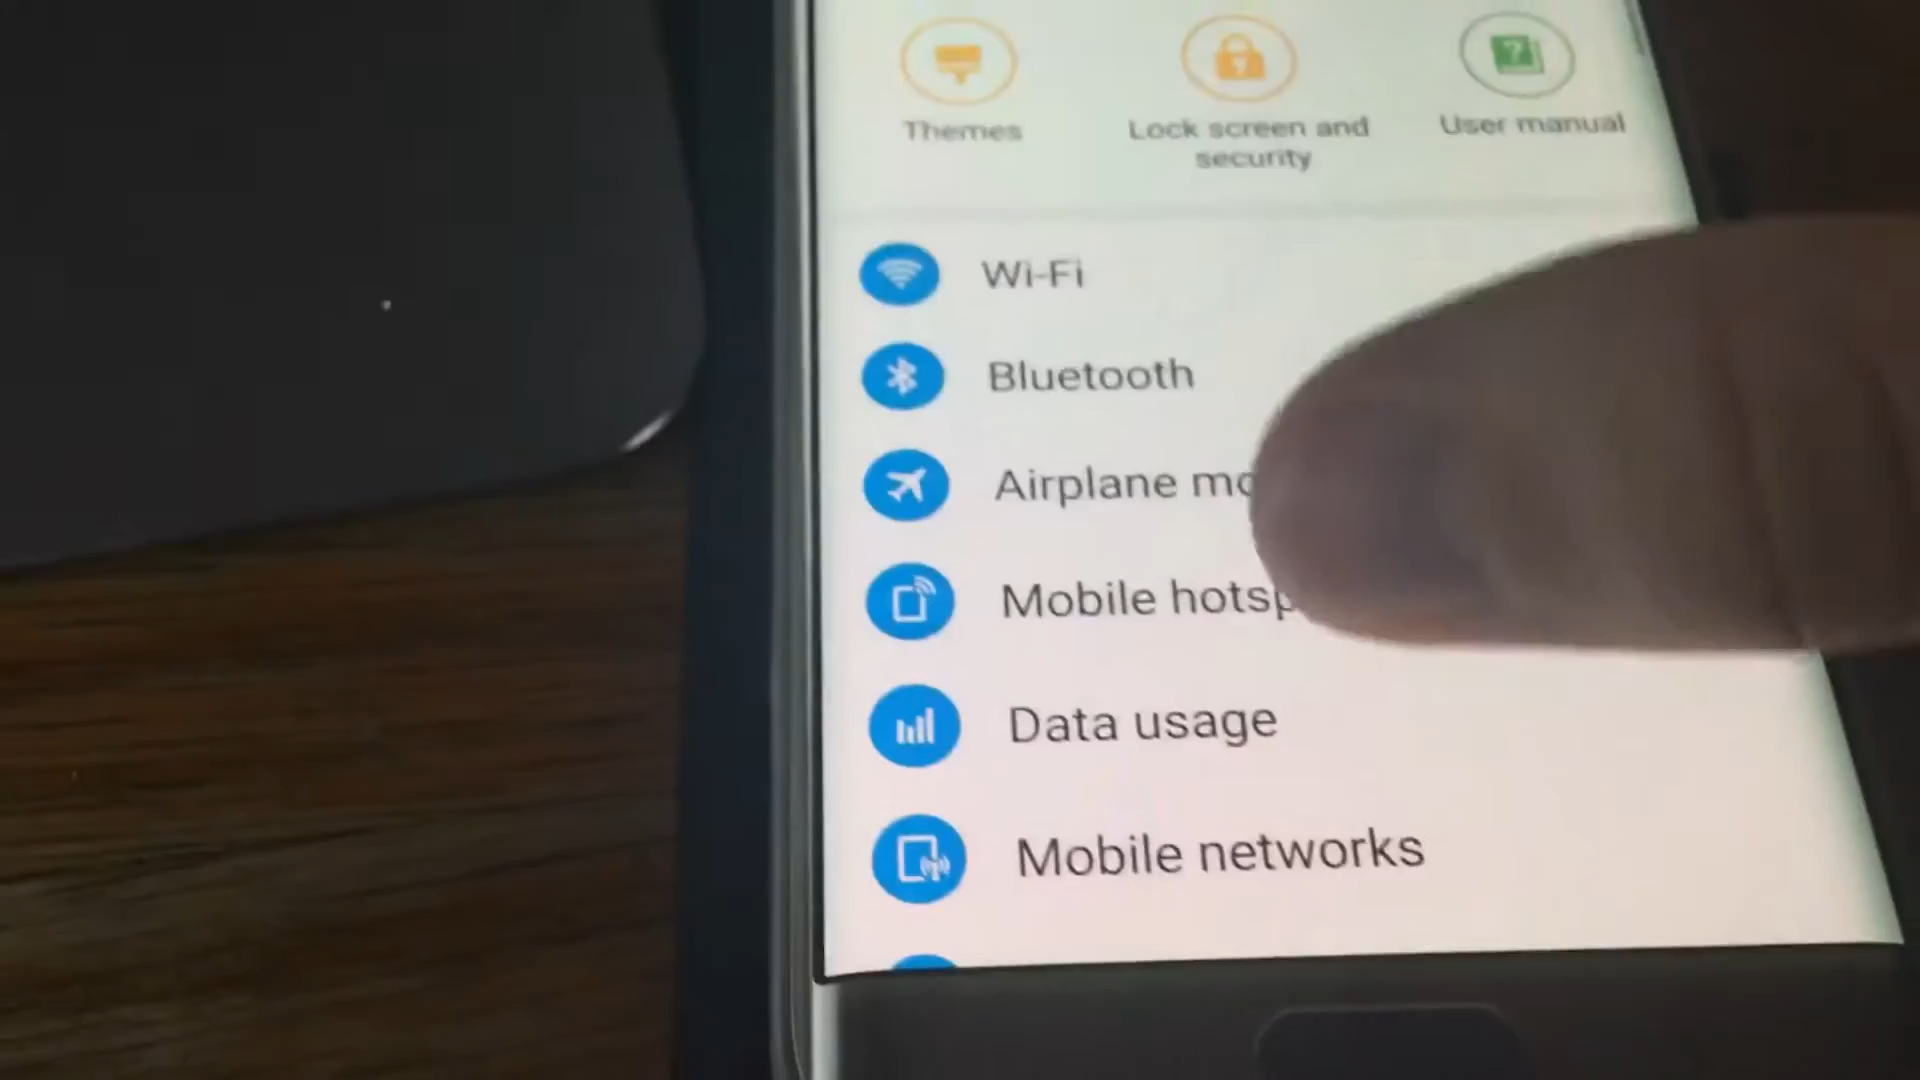 Themes
Lock screen and
security
User manual
Wi-Fi
Bluetooth
Airplane mo
Mobile hotsp
Data usage
Mobile networks